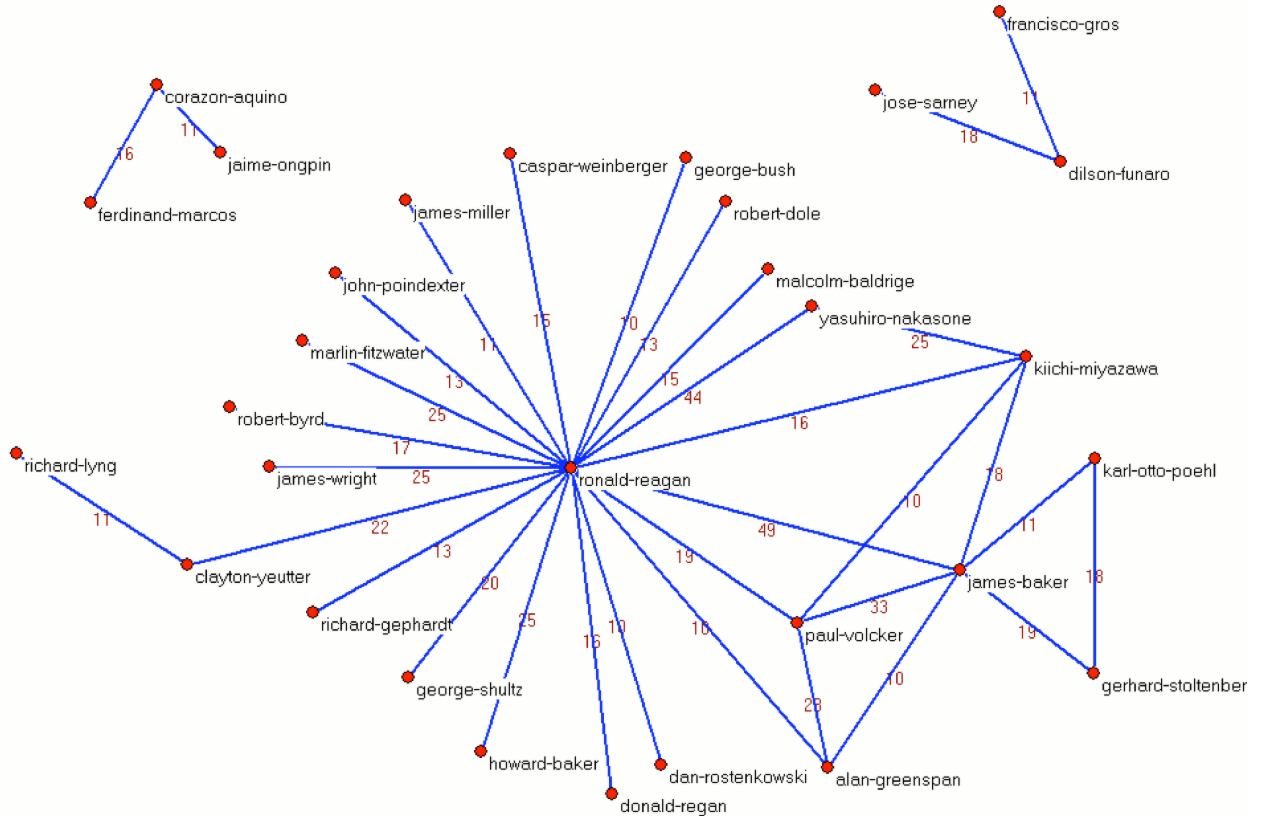 francisco-gros
corazon-aquino
11
jose-sarney
11
18
16
jaime-ongpin
caspar-weinberger
george-bush
dilson-funaro
ferdinand-marcos
james-miller
robert-dole
john-poindexter
malcolm-baldrige
yasuhiro-nakasone
15
10
25
marlin-fitzwater
11
13
kiichi-miyazawa
13
15
44
25
robert-byrd
16
17
richard-lyng
james-wright
25
ronald-reagan
18
karl-otto-poehl
10
11
22
49
11
13
19
clayton-yeutter
20
james-baker
18
33
richard-gephardt
25
10
16
paul-volcker
19
10
george-shultz
gerhard-stoltenber
23
howard-baker
dan-rostenkowski
alan-greenspan
donald-regan